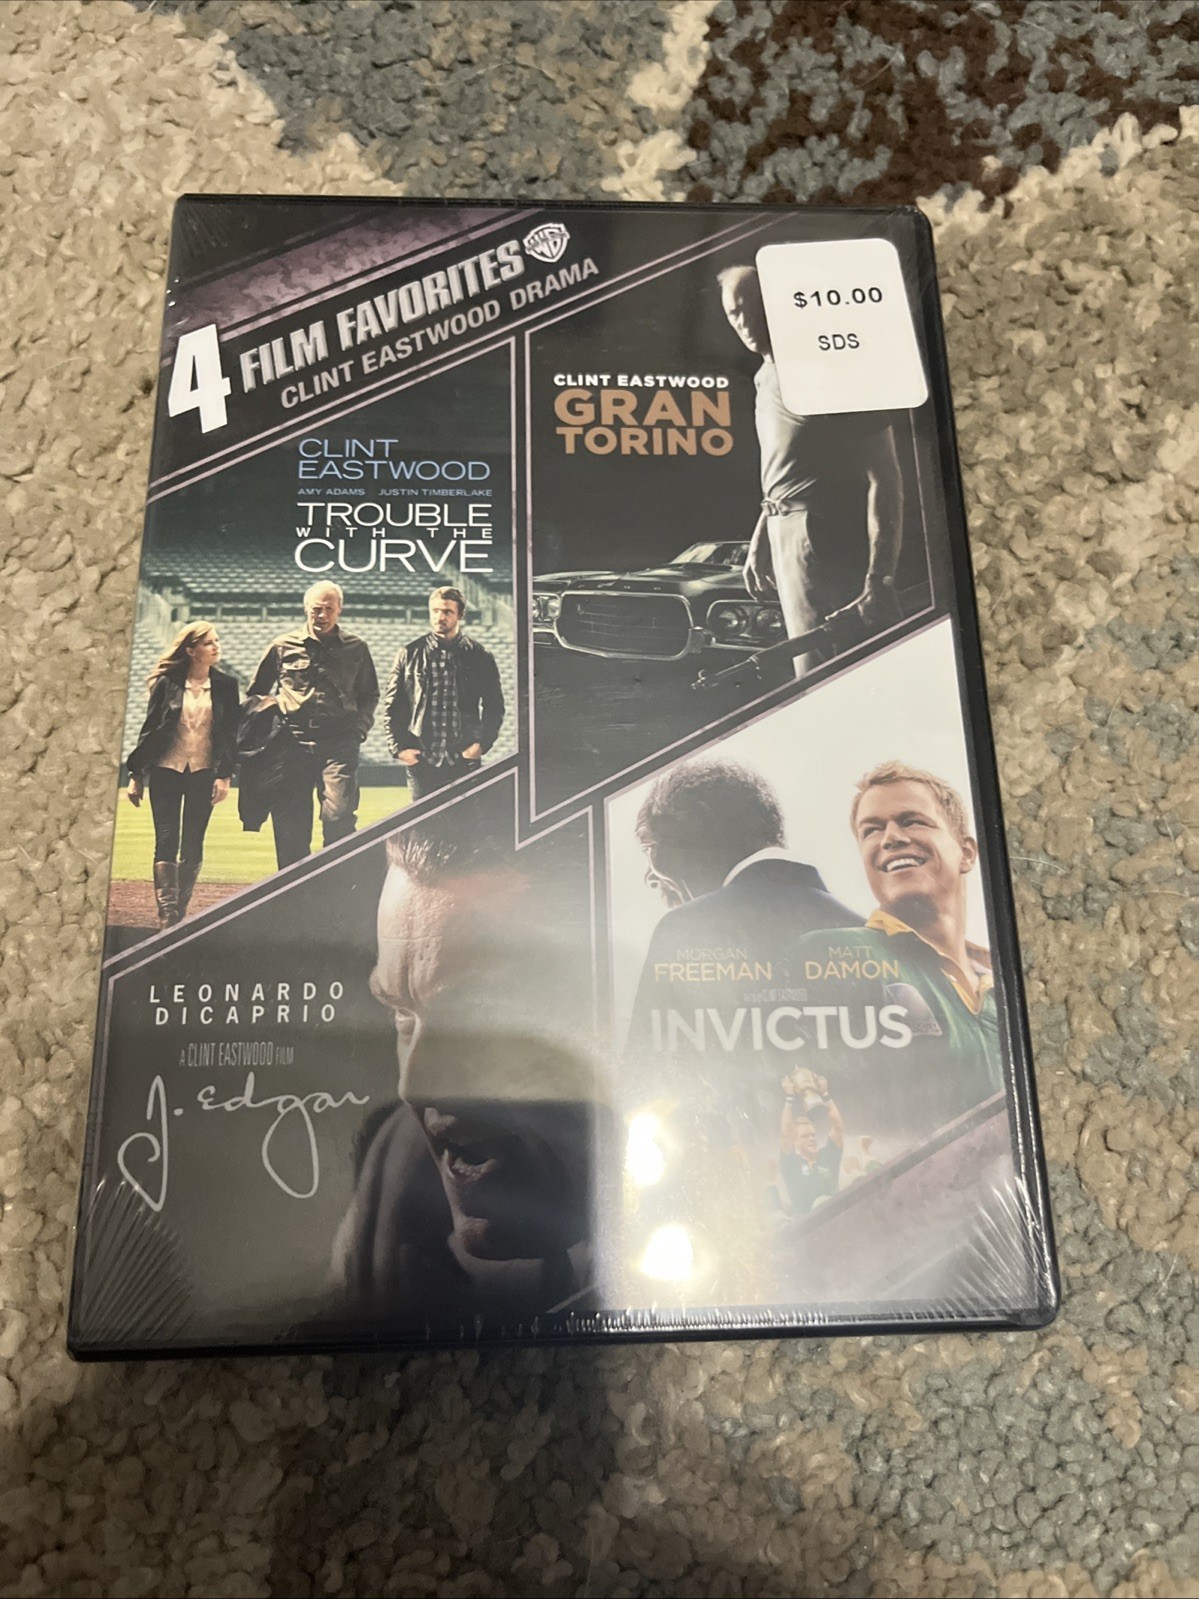 4 FILM FAVORITES
CLINT EASTWOOD DRAMA
$10.00
SDS
CLINT EASTWOOD
GRAN
TORINO
CLINT
EASTWOOD
AMY ADAMS JUSTIN TIMBERLAKE
TROUBLE
WITH THE
CURVE
LEONARDO
DICAPRIO
A CLINT EASTWOOD FILM
J. Edgar
MORGAN
FREEMAN
MATT
DAMON
INVICTUS